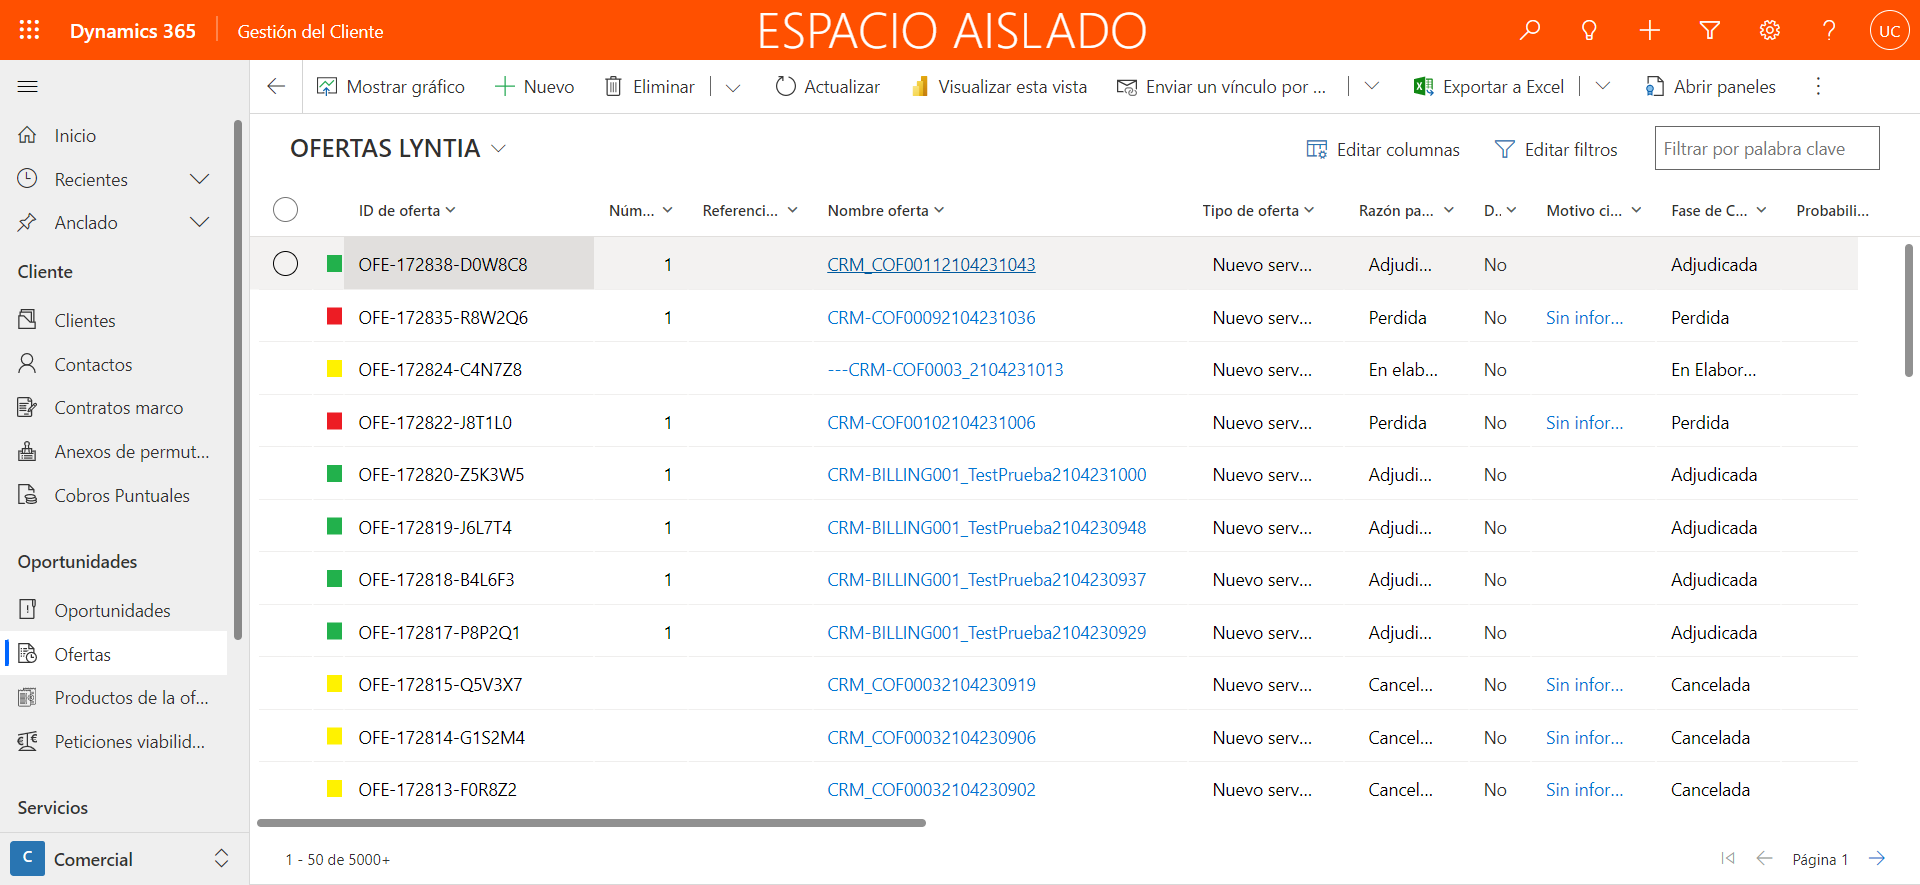 Dynamics 365 Gestión del Cliente ESPACIO AISLADO UC
Mostrar gráfico Nuevo Eliminar Actualizar Visualizar esta vista Enviar un vínculo por ... Exportar a Excel Abrir paneles
Inicio
Recientes
Anclado
Cliente
Clientes
Contactos
Contratos marco
Anexos de permut...
Cobros Puntuales
Oportunidades
Oportunidades
Ofertas
Productos de la of...
Peticiones viabilid...
Servicios
C Comercial
OFERTAS LYNTIA Editar columnas Editar filtros Filtrar por palabra clave
ID de oferta Núm... Referenci... Nombre oferta Tipo de oferta Razón pa... D.. Motivo ci... Fase de C... Probabili...
OFE-172838-D0W8C8 1 CRM_COF00112104231043 Nuevo serv... Adjudi... No Adjudicada
OFE-172835-R8W2Q6 1 CRM-COF00092104231036 Nuevo serv... Perdida No Sin infor... Perdida
OFE-172824-C4N7Z8 ---CRM-COF0003_2104231013 Nuevo serv... En elab... No En Elabor...
OFE-172822-J8T1L0 1 CRM-COF00102104231006 Nuevo serv... Perdida No Sin infor... Perdida
OFE-172820-Z5K3W5 1 CRM-BILLING001_TestPrueba2104231000 Nuevo serv... Adjudi... No Adjudicada
OFE-172819-J6L7T4 1 CRM-BILLING001_TestPrueba2104230948 Nuevo serv... Adjudi... No Adjudicada
OFE-172818-B4L6F3 1 CRM-BILLING001_TestPrueba2104230937 Nuevo serv... Adjudi... No Adjudicada
OFE-172817-P8P2Q1 1 CRM-BILLING001_TestPrueba2104230929 Nuevo serv... Adjudi... No Adjudicada
OFE-172815-Q5V3X7 CRM_COF00032104230919 Nuevo serv... Cancel... No Sin infor... Cancelada
OFE-172814-G1S2M4 CRM_COF00032104230906 Nuevo serv... Cancel... No Sin infor... Cancelada
OFE-172813-F0R8Z2 CRM_COF00032104230902 Nuevo serv... Cancel... No Sin infor... Cancelada
1 - 50 de 5000+ Página 1